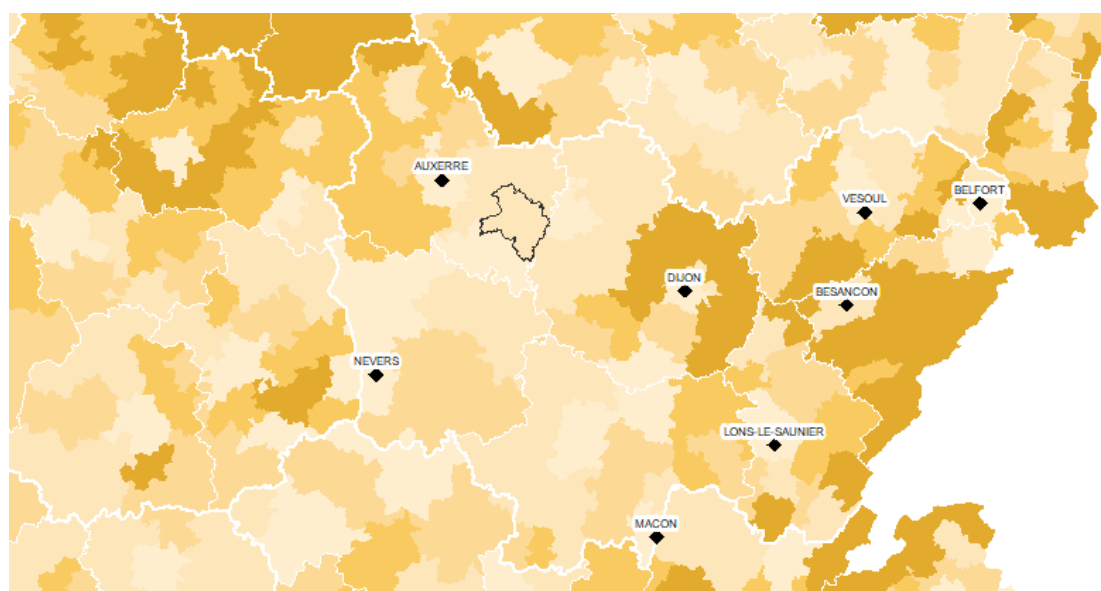 AUXERRE
VESOUL
BELFORT
DIJON
BESANCON
NEVERS
LONS-LE-SAUNIER
MACON